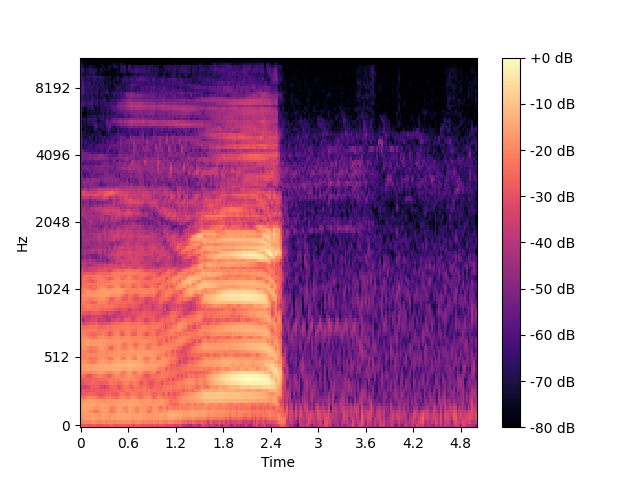 8192
4096
2048
1024
512
0
Hz
0 0.6 1.2 1.8 2.4 3 3.6 4.2 4.8
Time
+0 dB
-10 dB
-20 dB
-30 dB
-40 dB
-50 dB
-60 dB
-70 dB
-80 dB